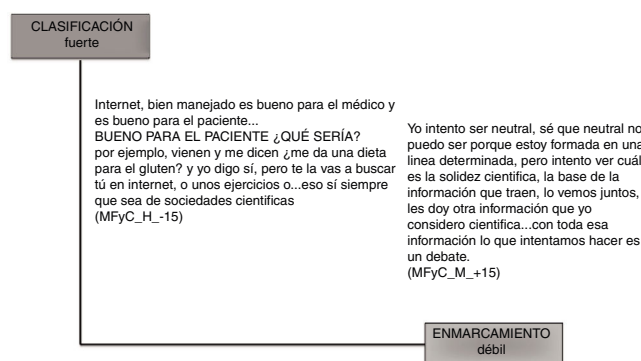 CLASIFICACIÓN
fuerte
Internet, bien manejado es bueno para el médico y
es bueno para el paciente...
BUENO PARA EL PACIENTE ¿QUÉ SERÍA?
por ejemplo, vienen y me dicen ¿me da una dieta
para el gluten? y yo digo sí, pero te la vas a buscar
tú en internet, o unos ejercicios o...eso sí siempre
que sea de sociedades cientificas
(MFyC_H_-15)
Yo intento ser neutral, sé que neutral no
puedo ser porque estoy formada en una
linea determinada, pero intento ver cuál
es la solidez cientifica, la base de la
información que traen, lo vemos juntos,
les doy otra información que yo
considero cientifica...con toda esa
información lo que intentamos hacer es
un debate.
(MFyC_M_+15)
ENMARCAMIENTO
débil